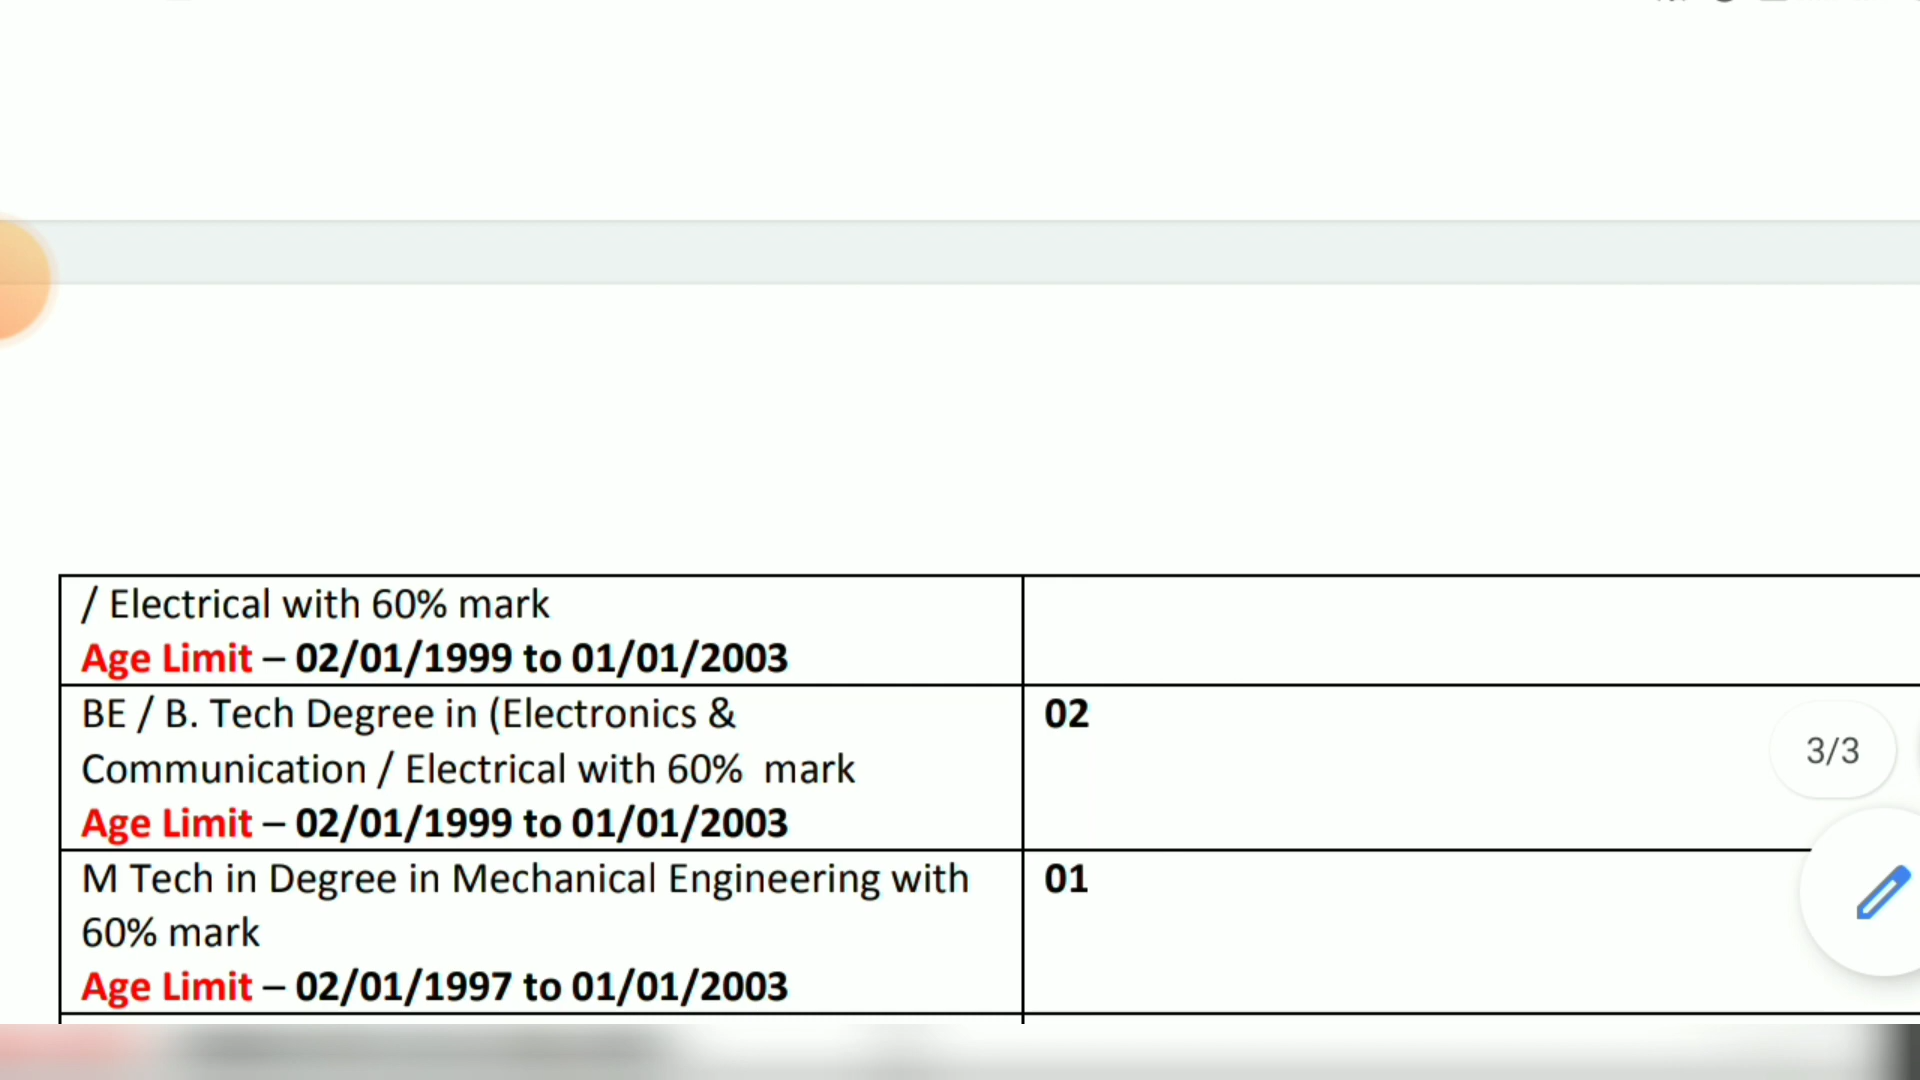 / Electrical with 60% mark
Age Limit – 02/01/1999 to 01/01/2003
BE / B. Tech Degree in (Electronics &
Communication / Electrical with 60%  mark
Age Limit – 02/01/1999 to 01/01/2003
02
3/3
M Tech in Degree in Mechanical Engineering with
60% mark
Age Limit – 02/01/1997 to 01/01/2003
01